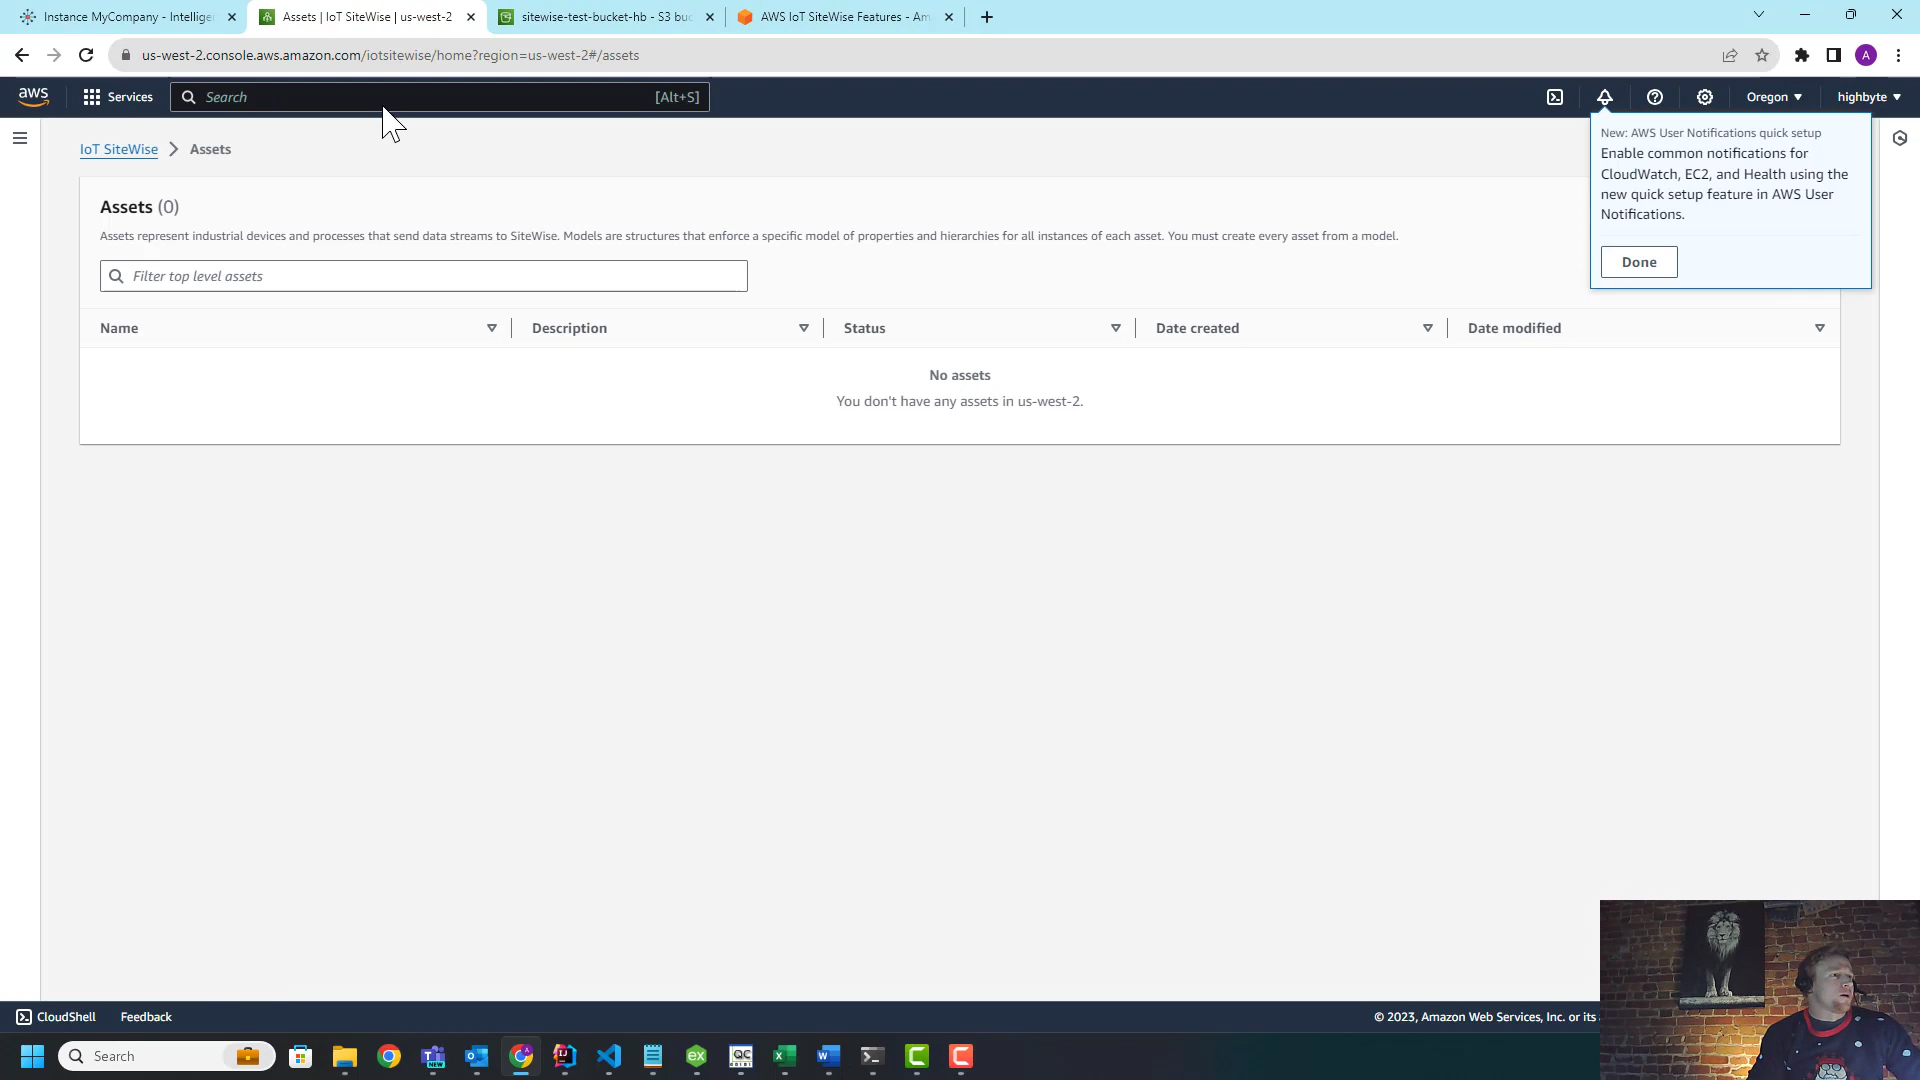 Instance MyCompany - Intellige
Assets | IoT SiteWise | us-west-2
sitewise-test-bucket-hb - S3 buc
AWS IoT SiteWise Features - Am
us-west-2.console.aws.amazon.com/iotsitewise/home?region=us-west-2#/assets
A
aws
Services
Search
[Alt+S]
Oregon
highbyte
IoT SiteWise
Assets
New: AWS User Notifications quick setup
Enable common notifications for
CloudWatch, EC2, and Health using the
new quick setup feature in AWS User
Notifications.
Done
Assets (0)
Assets represent industrial devices and processes that send data streams to SiteWise. Models are structures that enforce a specific model of properties and hierarchies for all instances of each asset. You must create every asset from a model.
Filter top level assets
Name
Description
Status
Date created
Date modified
No assets
You don't have any assets in us-west-2.
CloudShell
Feedback
© 2023, Amazon Web Services, Inc. or its
Search
NEW
IJ
ex
QC